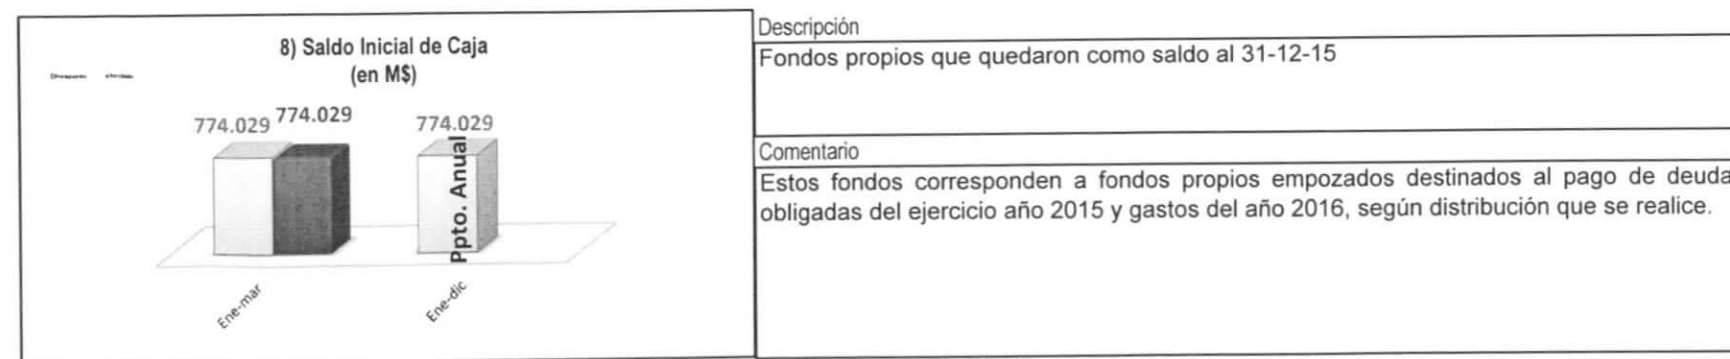 8) Saldo Inicial de Caja
(en M$)
774.029
774.029
774.029
Ppto. Anual
Ene-mar
Ene-dic
Descripción
Fondos propios que quedaron como saldo al 31-12-15
Comentario
Estos fondos corresponden a fondos propios empozados destinados al pago de deuda
obligadas del ejercicio año 2015 y gastos del año 2016, según distribución que se realice.